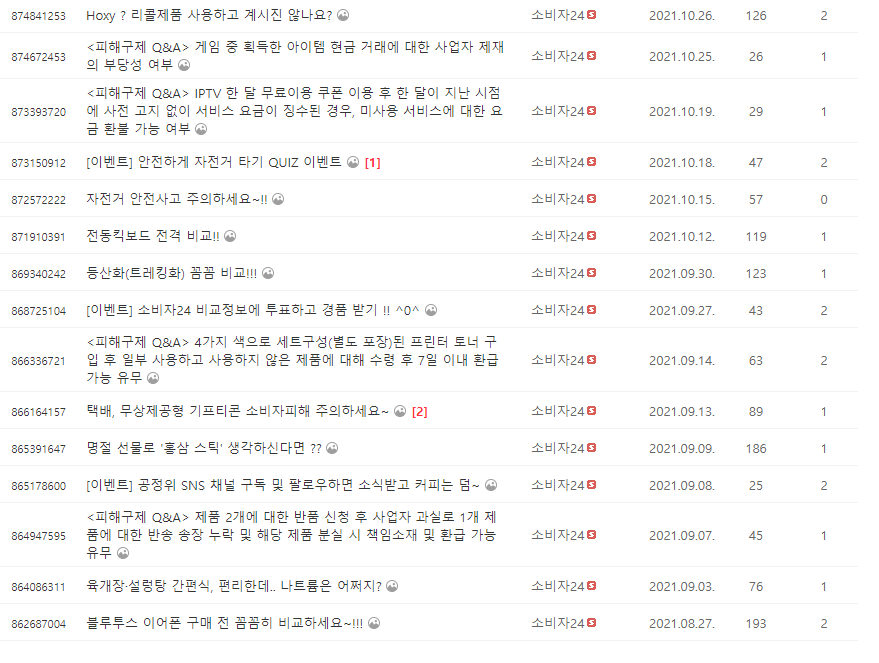 874841253 Hoxy ? 리콜제품 사용하고 계시진 않나요? 소비자24 S 2021.10.26. 126 2
<피해구제 Q&A> 게임 중 획득한 아이템 현금 거래에 대한 사업자 제재
874672453 의 부당성 여부 소비자24 S 2021.10.25. 26 1
<피해구제 Q&A> IPTV 한 달 무료이용 쿠폰 이용 후 한 달이 지난 시점
873393720 에 사전 고지 없이 서비스 요금이 징수된 경우, 미사용 서비스에 대한 요 소비자24 S 2021.10.19. 29 1
금 환불 가능 여부
873150912 [이벤트] 안전하게 자전거 타기 QUIZ 이벤트 [1] 소비자24 S 2021.10.18. 47 2
872572222 자전거 안전사고 주의하세요~!! 소비자24 S 2021.10.15. 57 0
871910391 전동킥보드 전격 비교!! 소비자24 S 2021.10.12. 119 1
869340242 등산화(트레킹화) 꼼꼼 비교!!! 소비자24 S 2021.09.30. 123 1
868725104 [이벤트] 소비자24 비교정보에 투표하고 경품 받기 !! ^0^ 소비자24 S 2021.09.27. 43 2
<피해구제 Q&A> 4가지 색으로 세트구성(별도 포장)된 프린터 토너 구
866336721 입 후 일부 사용하고 사용하지 않은 제품에 대해 수령 후 7일 이내 환급 소비자24 S 2021.09.14. 63 2
가능 유무
866164157 택배, 무상제공형 기프티콘 소비자피해 주의하세요~ [2] 소비자24 S 2021.09.13. 89 1
865391647 명절 선물로 '홍삼 스틱' 생각하신다면 ?? 소비자24 S 2021.09.09. 186 1
865178600 [이벤트] 공정위 SNS 채널 구독 및 팔로우하면 소식받고 커피는 덤~ 소비자24 S 2021.09.08. 25 2
<피해구제 Q&A> 제품 2개에 대한 반품 신청 후 사업자 과실로 1개 제
864947595 품에 대한 반송 송장 누락 및 해당 제품 분실 시 책임소재 및 환급 가능 소비자24 S 2021.09.07. 45 1
유무
864086311 육개장·설렁탕 간편식, 편리한데.. 나트륨은 어쩌지? 소비자24 S 2021.09.03. 76 1
862687004 블루투스 이어폰 구매 전 꼼꼼히 비교하세요~!!! 소비자24 S 2021.08.27. 193 2